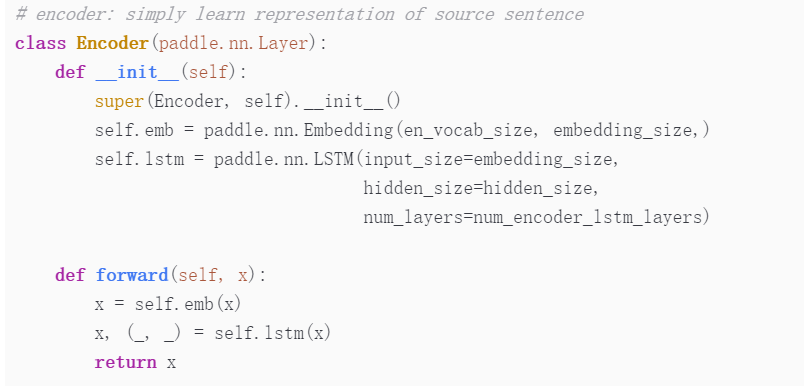 # encoder: simply learn representation of source sentence
class Encoder(paddle.nn.Layer):
    def __init__(self):
        super(Encoder, self).__init__()
        self.emb = paddle.nn.Embedding(en_vocab_size, embedding_size,)
        self.lstm = paddle.nn.LSTM(input_size=embedding_size,
                                   hidden_size=hidden_size,
                                   num_layers=num_encoder_lstm_layers)
    def forward(self, x):
        x = self.emb(x)
        x, (_, _) = self.lstm(x)
        return x